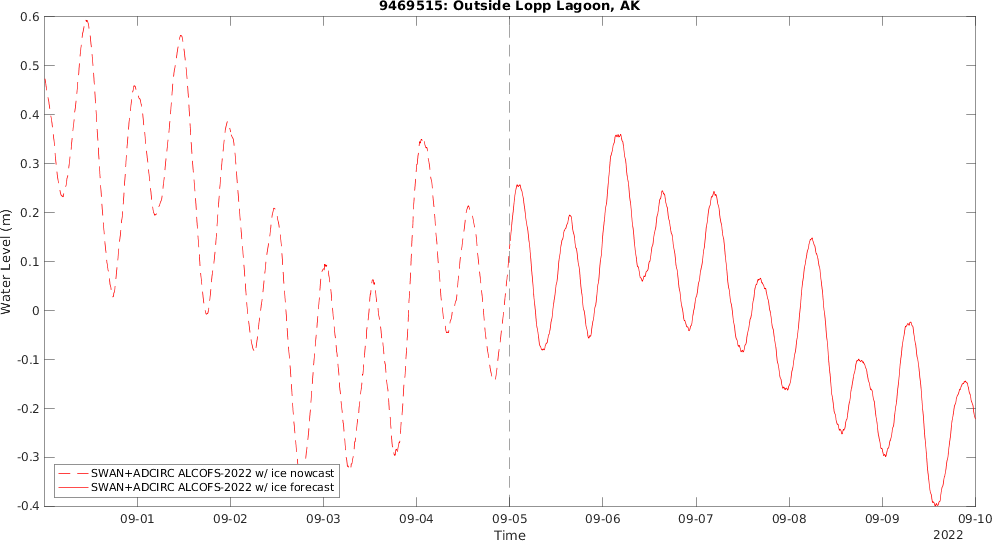 9469515: Outside Lopp Lagoon, AK
Water Level (m)
0.6
0.5
0.4
0.3
0.2
0.1
0
-0.1
-0.2
-0.3
-0.4
SWAN+ADCIRC ALCOFS-2022 w/ ice nowcast
SWAN+ADCIRC ALCOFS-2022 w/ ice forecast
09-01 09-02 09-03 09-04 09-05 09-06 09-07 09-08 09-09 09-10
Time
2022